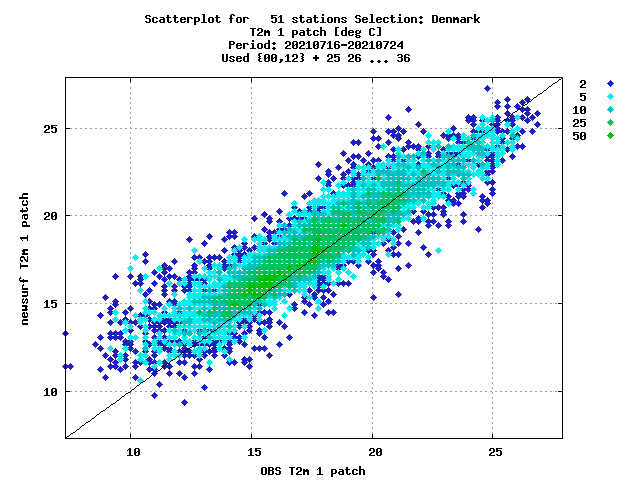 Scatterplot for   51 stations Selection: Denmark
T2m 1 patch [deg C]
Period: 20210716-20210724
Used {00,12} + 25 26 ... 36
2
5
10
25
50
25
20
15
10
newsurf T2m 1 patch
10 15 20 25
OBS T2m 1 patch